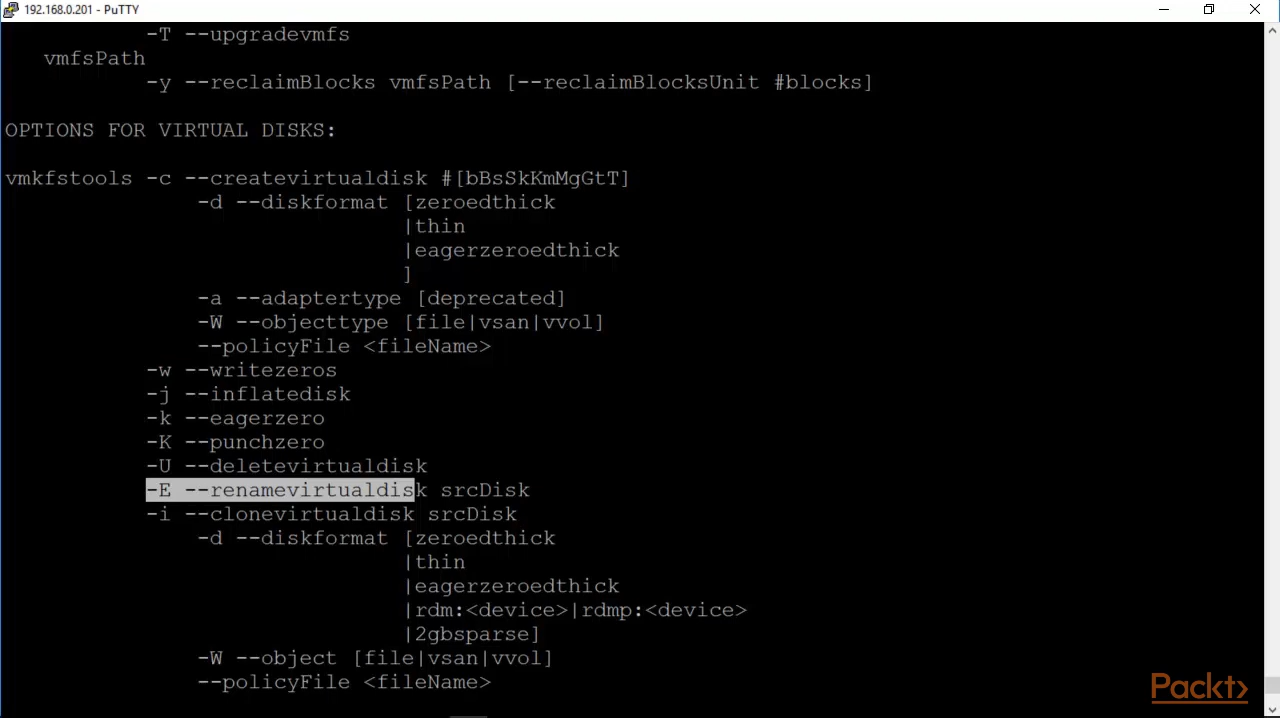 192.168.0.201 - PuTTY
-T --upgradevmfs
vmfsPath
-y --reclaimBlocks vmfsPath [--reclaimBlocksUnit #blocks]
OPTIONS FOR VIRTUAL DISKS:
vmkfstools -c --createvirtualdisk #[bBsSkKmMgGtT]
-d --diskformat [zeroedthick
|thin
|eagerzeroedthick
]
-a --adaptertype [deprecated]
-W --objecttype [file|vsan|vvol]
--policyFile <fileName>
-w --writezeros
-j --inflatedisk
-k --eagerzero
-K --punchzero
-U --deletevirtualdisk
-E --renamevirtualdisk srcDisk
-i --clonevirtualdisk srcDisk
-d --diskformat [zeroedthick
|thin
|eagerzeroedthick
|rdm:<device>|rdmp:<device>
|2gbsparse]
-W --object [file|vsan|vvol]
--policyFile <fileName>
Packt>